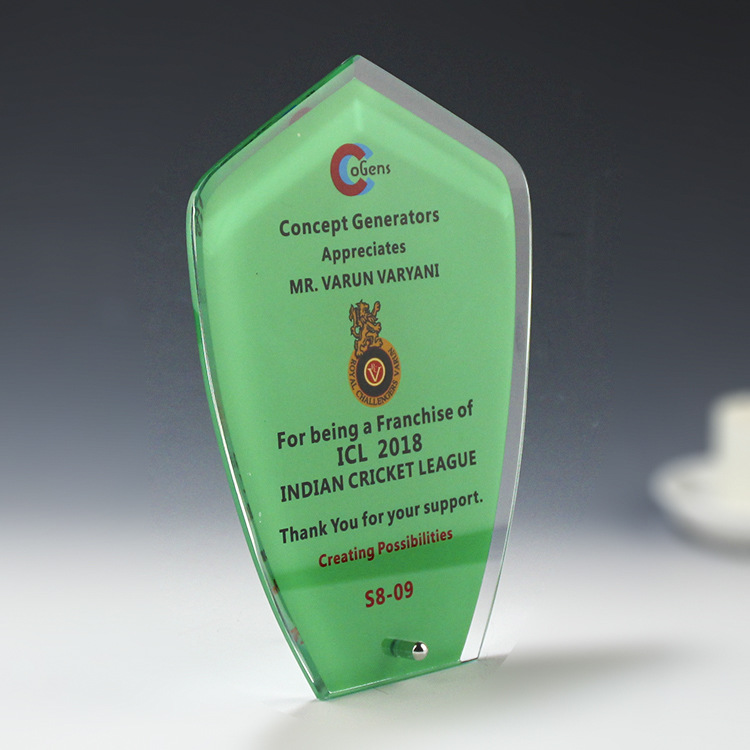 CoGens
Concept Generators
Appreciates
MR. VARUN VARYANI
ROYAL CHALLENGERS VARUN
V
For being a Franchise of
ICL 2018
INDIAN CRICKET LEAGUE
Thank You for your support.
Creating Possibilities
S8-09